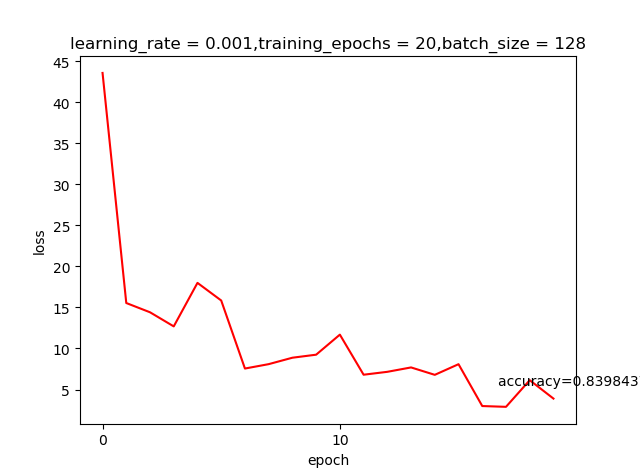 learning_rate = 0.001,training_epochs = 20,batch_size = 128
45
40
35
30
25
20
15
10
5
loss
accuracy=0.839843
0 10
epoch